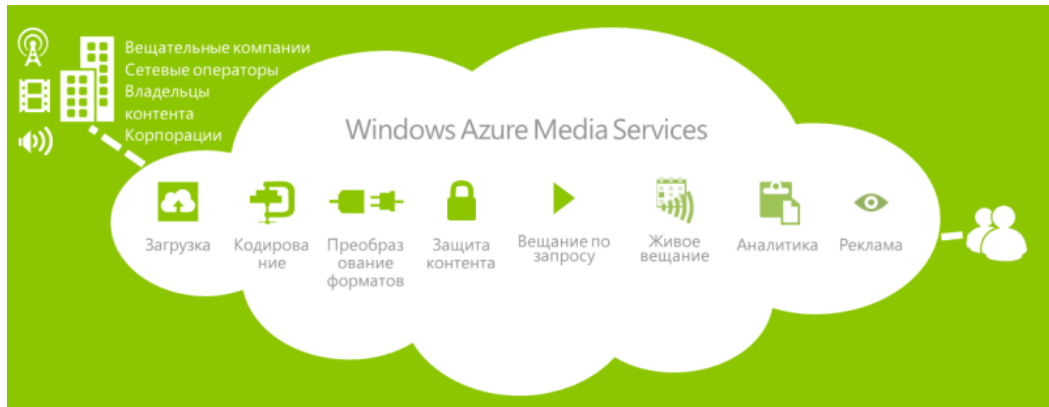 Вещательные компании
Сетевые операторы
Владельцы
контента
Корпорации
Windows Azure Media Services
Загрузка
Кодирова
ние
Преобраз
ование
форматов
Защита
контента
Вещание по
запросу
Живое
вещание
Аналитика
Реклама